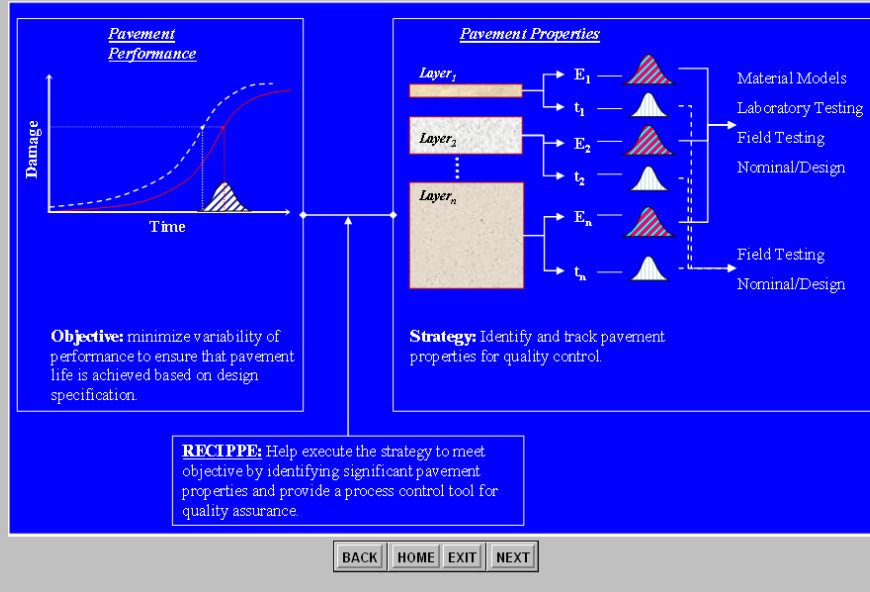 Pavement
Performance
Damage
Time
Objective: minimize variability of
performance to ensure that pavement
life is achieved based on design
specification.
Pavement Properties
Layer1
Layer2
Layern
E1
t1
E2
t2
En
tn
Material Models
Laboratory Testing
Field Testing
Nominal/Design
Field Testing
Nominal/Design
Strategy: Identify and track pavement
properties for quality control.
RECIPPE: Help execute the strategy to meet
objective by identifying significant pavement
properties and provide a process control tool for
quality assurance.
BACK HOME EXIT NEXT